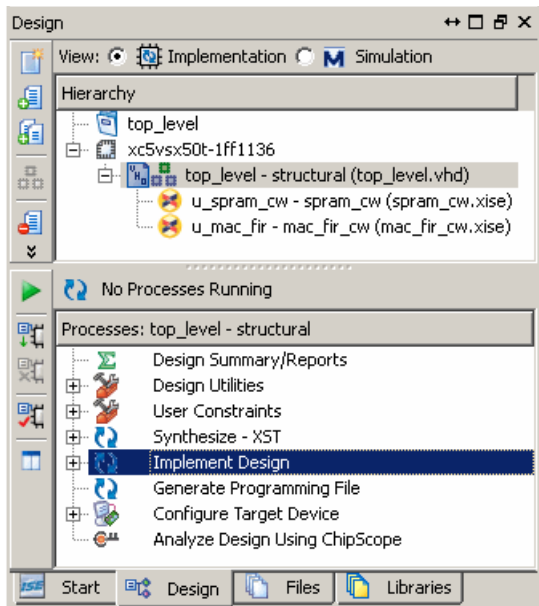 Design
View: Implementation Simulation
Hierarchy
top_level
xc5vsx50t-1ff1136
top_level - structural (top_level.vhd)
u_spram_cw - spram_cw (spram_cw.xise)
u_mac_fir - mac_fir_cw (mac_fir_cw.xise)
No Processes Running
Processes: top_level - structural
Design Summary/Reports
Design Utilities
User Constraints
Synthesize - XST
Implement Design
Generate Programming File
Configure Target Device
Analyze Design Using ChipScope
ISE Start Design Files Libraries